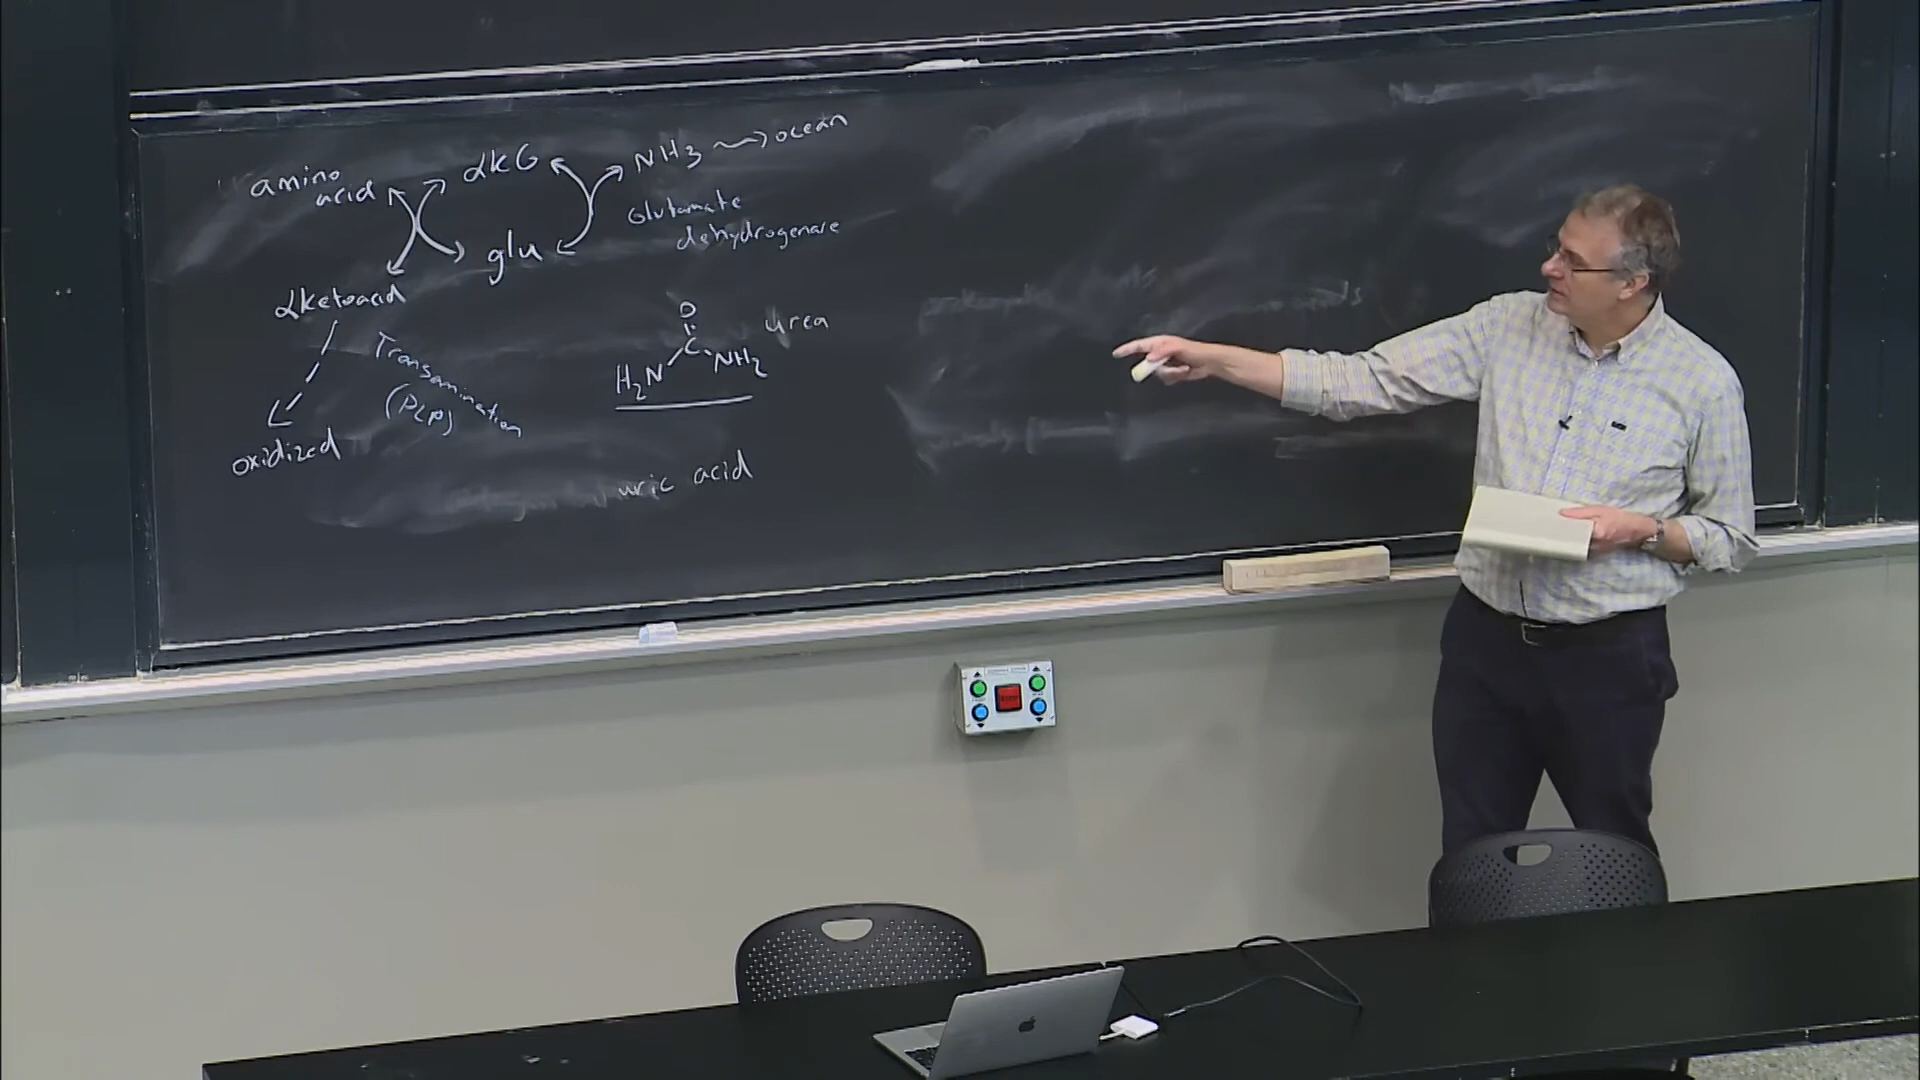 amino
acid
αKG
NH3
ocean
glu
Glutamate
dehydrogenase
αketoacid
Transamination
(PLP)
oxidized
O
C
H2N
NH2
urea
uric acid